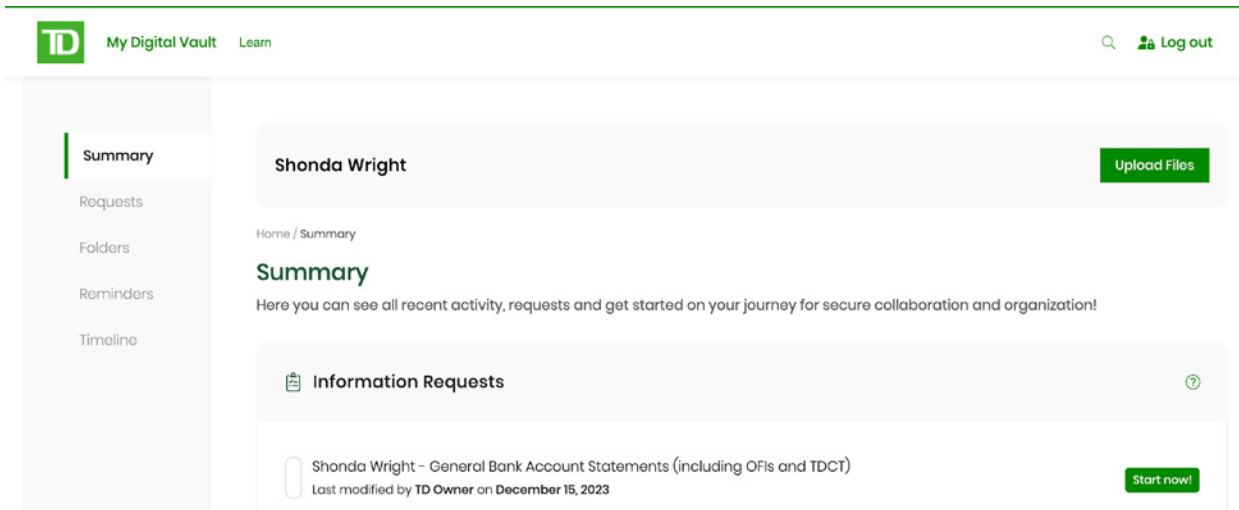 TD My Digital Vault Learn Log out
Summary
Shonda Wright Upload Files
Requests
Home / Summary
Folders
Summary
Reminders
Here you can see all recent activity, requests and get started on your journey for secure collaboration and organization!
Timeline
Information Requests
Shonda Wright - General Bank Account Statements (including OFIs and TDCT)
Last modified by TD Owner on December 15, 2023
Start now!